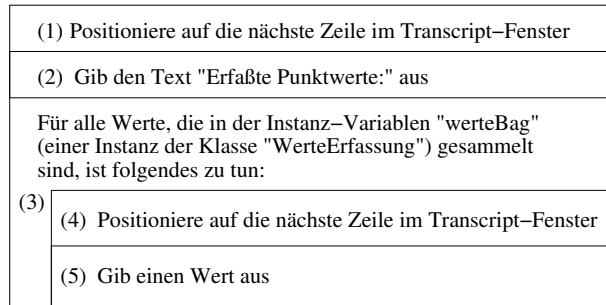 (1) Positioniere auf die nächste Zeile im Transcript−Fenster
(2) Gib den Text "Erfaßte Punktwerte:" aus
Für alle Werte, die in der Instanz−Variablen "werteBag"
(einer Instanz der Klasse "WerteErfassung") gesammelt
sind, ist folgendes zu tun:
(3)
(4) Positioniere auf die nächste Zeile im Transcript−Fenster
(5) Gib einen Wert aus